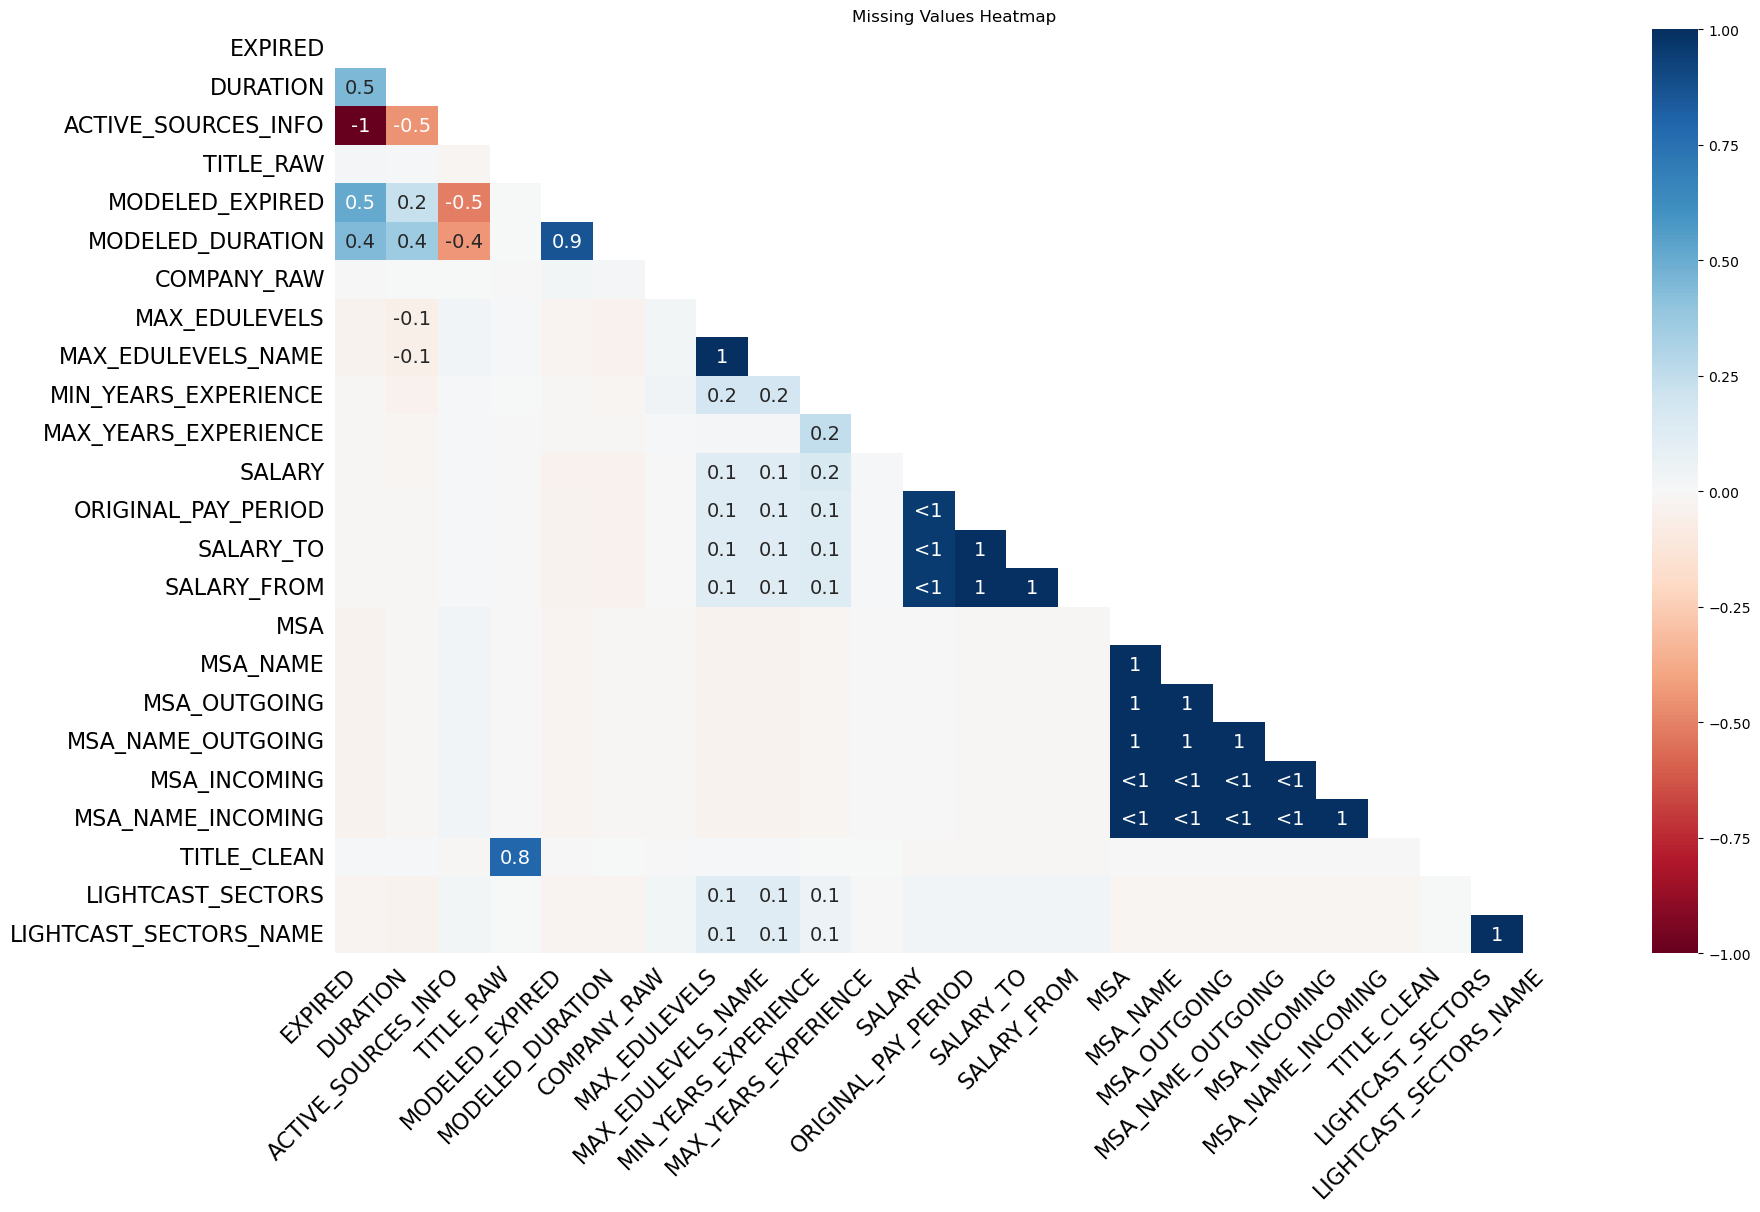 Missing Values Heatmap
EXPIRED
DURATION 0.5
ACTIVE_SOURCES_INFO -1 -0.5
TITLE_RAW
MODELED_EXPIRED 0.5 0.2 -0.5
MODELED_DURATION 0.4 0.4 -0.4 0.9
COMPANY_RAW
MAX_EDULEVELS -0.1
MAX_EDULEVELS_NAME -0.1 1
MIN_YEARS_EXPERIENCE 0.2 0.2
MAX_YEARS_EXPERIENCE 0.2
SALARY 0.1 0.1 0.2
ORIGINAL_PAY_PERIOD 0.1 0.1 0.1 <1
SALARY_TO 0.1 0.1 0.1 <1 1
SALARY_FROM 0.1 0.1 0.1 <1 1 1
MSA
MSA_NAME 1
MSA_OUTGOING 1 1
MSA_NAME_OUTGOING 1 1 1
MSA_INCOMING <1 <1 <1 <1
MSA_NAME_INCOMING <1 <1 <1 <1 1
TITLE_CLEAN 0.8
LIGHTCAST_SECTORS 0.1 0.1 0.1
LIGHTCAST_SECTORS_NAME 0.1 0.1 0.1 1
EXPIRED
DURATION
ACTIVE_SOURCES_INFO
TITLE_RAW
MODELED_EXPIRED
MODELED_DURATION
COMPANY_RAW
MAX_EDULEVELS
MAX_EDULEVELS_NAME
MIN_YEARS_EXPERIENCE
MAX_YEARS_EXPERIENCE
SALARY
ORIGINAL_PAY_PERIOD
SALARY_TO
SALARY_FROM
MSA
MSA_NAME
MSA_OUTGOING
MSA_NAME_OUTGOING
MSA_INCOMING
MSA_NAME_INCOMING
TITLE_CLEAN
LIGHTCAST_SECTORS
LIGHTCAST_SECTORS_NAME
1.00
0.75
0.50
0.25
0.00
−0.25
−0.50
−0.75
−1.00